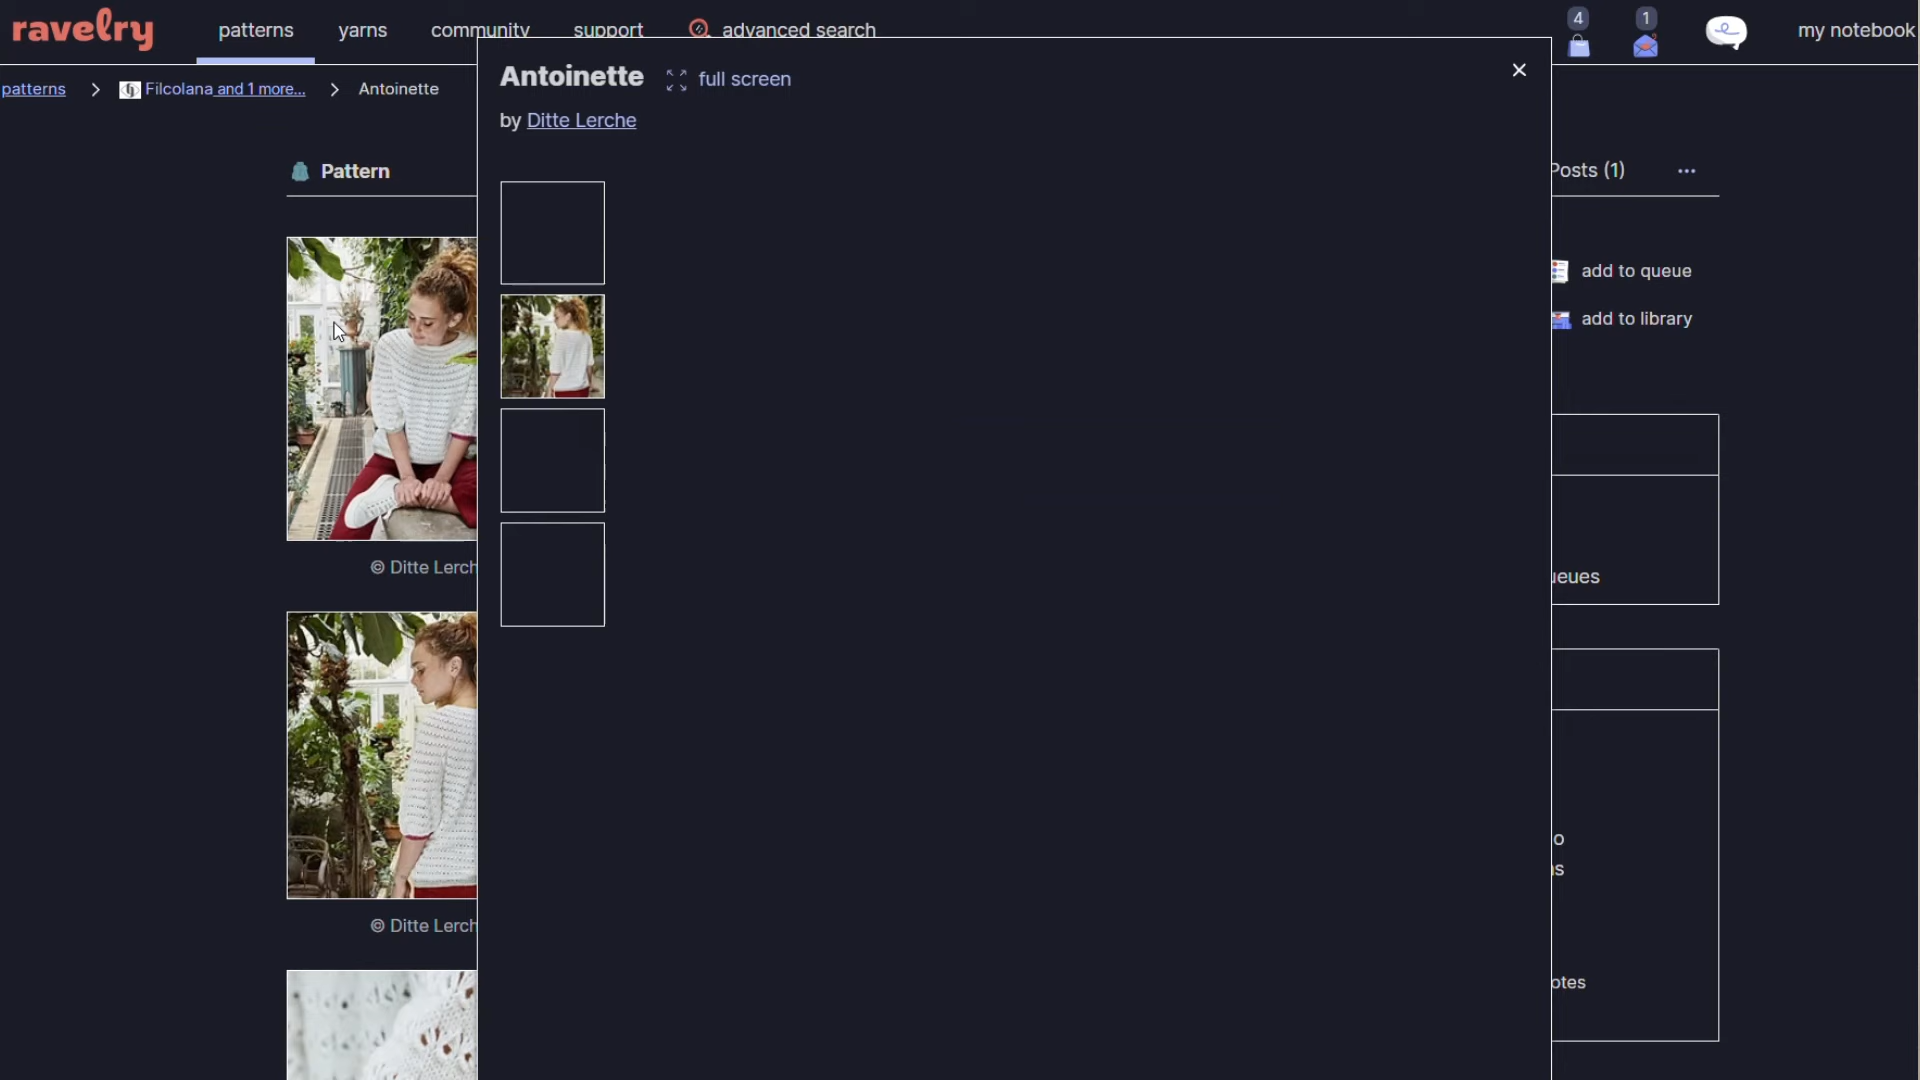 ravelry
patterns
yarns
community
support
advanced search
4
1
my notebook
patterns > Filcolana and 1 more... > Antoinette
Antoinette
full screen
by Ditte Lerche
Pattern
Posts (1)
...
add to queue
add to library
© Ditte Lerch
ueues
© Ditte Lerch
o
s
otes